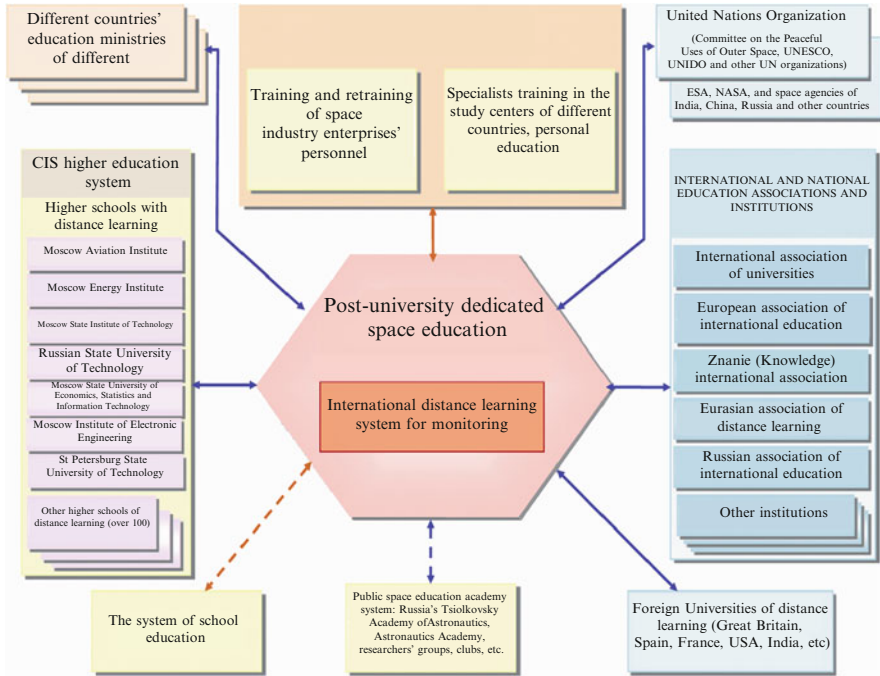 Different countries'
education ministries
of different
Training and retraining
of space
industry enterprises'
personnel
Specialists training in the
study centers of different
countries, personal
education
United Nations Organization
(Committee on the Peaceful
Uses of Outer Space, UNESCO,
UNIDO and other UN organizations)
ESA, NASA, and space agencies of
India, China, Russia and other countries
CIS higher education
system
Higher schools with
distance learning
Moscow Aviation Institute
Moscow Energy Institute
Moscow State Institute of Technology
Russian State University
of Technology
Moscow State University of
Economics, Statistics and
Information Technology
Moscow Institute of Electronic
Engineering
St Petersburg State
University of Technology
Other higher schools of
distance learning (over 100)
Post-university dedicated
space education
International distance learning
system for monitoring
INTERNATIONAL AND NATIONAL
EDUCATION ASSOCIATIONS AND
INSTITUTIONS
International association
of universities
European association of
international education
Znanie (Knowledge)
international association
Eurasian association of
distance learning
Russian association of
international education
Other institutions
The system of school
education
Public space education academy
system: Russia's Tsiolkovsky
Academy ofAstronautics,
Astronautics Academy,
researchers' groups, clubs, etc.
Foreign Universities of distance
learning (Great Britain,
Spain, France, USA, India, etc)